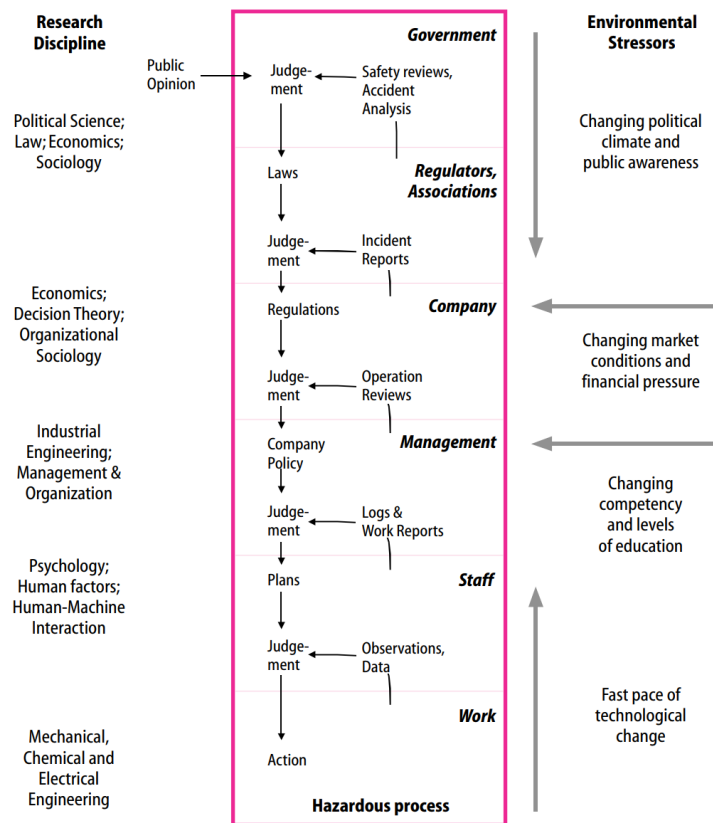 Research
Discipline
Government
Environmental
Stressors
Public
Opinion
Judge-
ment
Safety reviews,
Accident
Analysis
Political Science;
Law; Economics;
Sociology
Changing political
climate and
public awareness
Laws
Regulators,
Associations
Judge-
ment
Incident
Reports
Economics;
Decision Theory;
Organizational
Sociology
Regulations
Company
Changing market
conditions and
financial pressure
Judge-
ment
Operation
Reviews
Industrial
Engineering;
Management &
Organization
Company
Policy
Management
Changing
competency
and levels
of education
Judge-
ment
Logs &
Work Reports
Psychology;
Human factors;
Human-Machine
Interaction
Plans
Staff
Judge-
ment
Observations,
Data
Work
Fast pace of
technological
change
Mechanical,
Chemical and
Electrical
Engineering
Action
Hazardous process